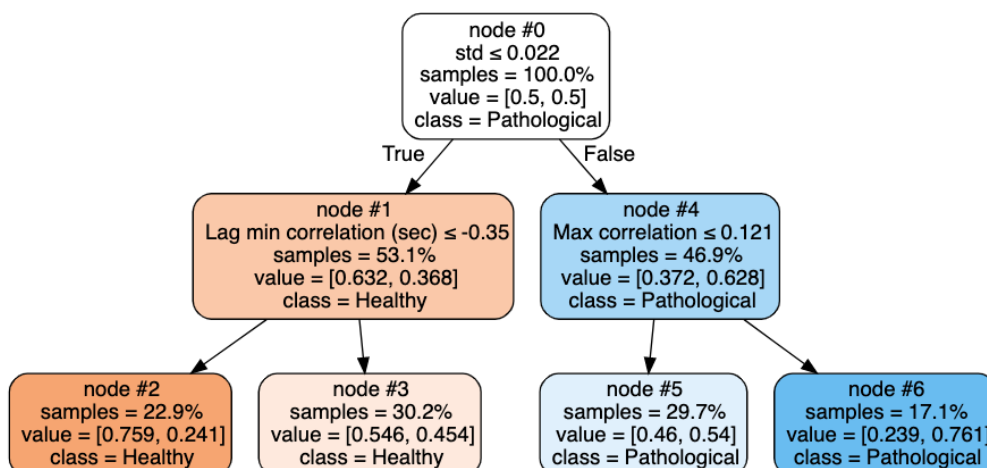 node #0
std ≤ 0.022
samples = 100.0%
value = [0.5, 0.5]
class = Pathological
True
False
node #1
Lag min correlation (sec) ≤ -0.35
samples = 53.1%
value = [0.632, 0.368]
class = Healthy
node #4
Max correlation ≤ 0.121
samples = 46.9%
value = [0.372, 0.628]
class = Pathological
node #2
samples = 22.9%
value = [0.759, 0.241]
class = Healthy
node #3
samples = 30.2%
value = [0.546, 0.454]
class = Healthy
node #5
samples = 29.7%
value = [0.46, 0.54]
class = Pathological
node #6
samples = 17.1%
value = [0.239, 0.761]
class = Pathological